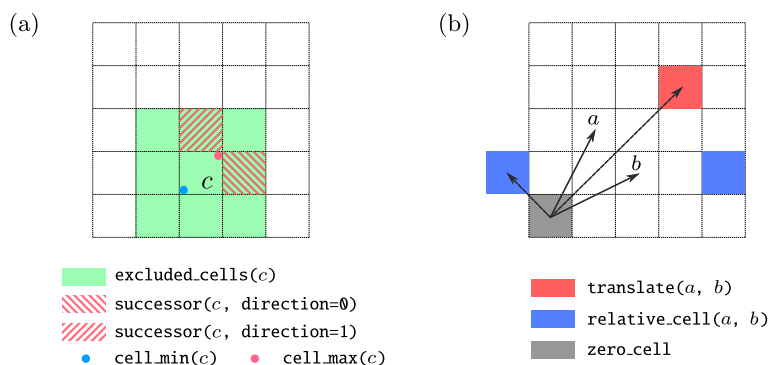 (a)
c
excluded_cells(c)
successor(c, direction=0)
successor(c, direction=1)
cell_min(c) cell_max(c)
(b)
a
b
translate(a, b)
relative_cell(a, b)
zero_cell